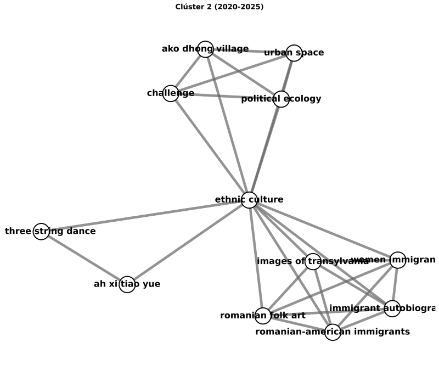 Clúster 2 (2020-2025)
ako dhong village
urban space
challenge
political ecology
ethnic culture
three string dance
images of transylvania
women immigran
ah xi tiao yue
immigrant autobiogra
romanian folk art
romanian-american immigrants